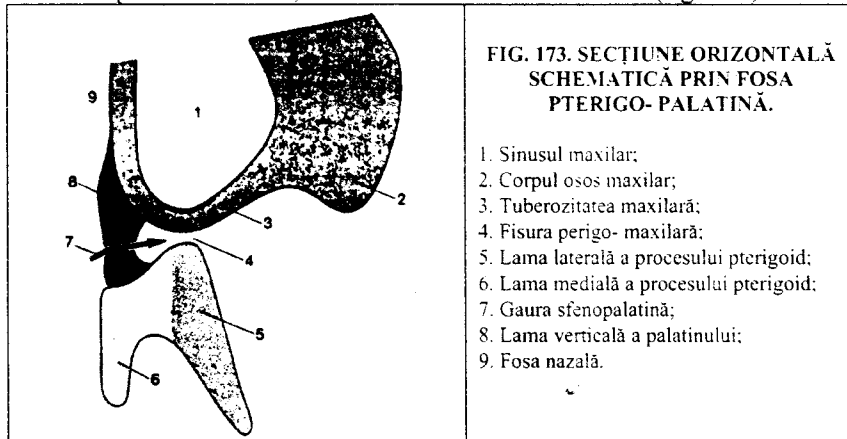 FIG. 173. SECȚIUNE ORIZONTALĂ
SCHEMATICĂ PRIN FOSA
PTERIGO- PALATINĂ.
1. Sinusul maxilar;
2. Corpul osos maxilar;
3. Tuberozitatea maxilară;
4. Fisura perigo- maxilară;
5. Lama laterală a procesului pterigoid;
6. Lama medială a procesului pterigoid;
7. Gaura sfenopalatină;
8. Lama verticală a palatinului;
9. Fosa nazală.
9
1
8
2
3
7
4
5
6